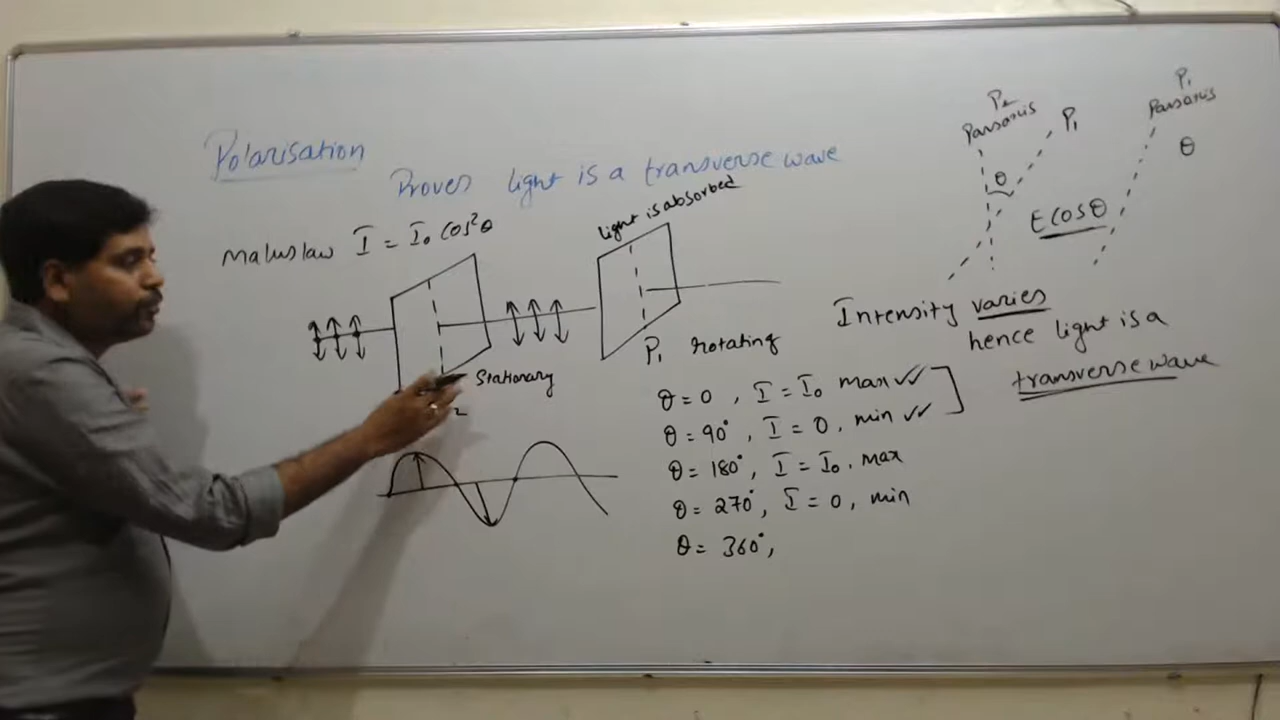 Polarisation
Proves light is a transverse wave
Malus law I = I₀ cos²θ
light is absorbed
P₁ rotating
Stationary
2
θ = 0, I = I₀ max ✓✓
θ = 90°, I = 0, min ✓✓
θ = 180°, I = I₀. max
θ = 270°, I = 0, min
θ = 360°,
P₂
P₁
θ
E cos θ
P₁
θ
Intensity varies
hence light is a
transverse wave